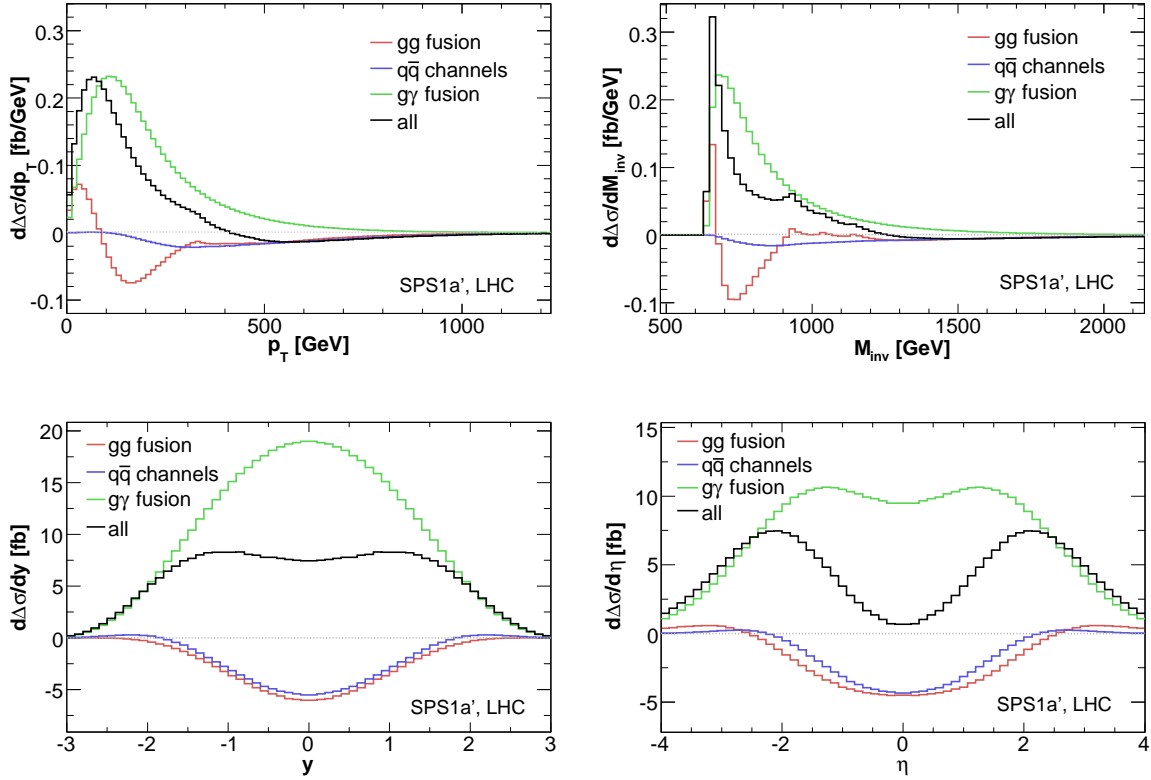 dΔσ/dp_T [fb/GeV]
0.3
0.2
0.1
0
-0.1
gg fusion
qq̄ channels
gγ fusion
all
SPS1a', LHC
0 500 1000
p_T [GeV]
dΔσ/dM_inv [fb/GeV]
0.3
0.2
0.1
0
-0.1
gg fusion
qq̄ channels
gγ fusion
all
SPS1a', LHC
500 1000 1500 2000
M_inv [GeV]
dΔσ/dy [fb]
20
15
10
5
0
-5
gg fusion
qq̄ channels
gγ fusion
all
SPS1a', LHC
-3 -2 -1 0 1 2 3
y
dΔσ/dη [fb]
15
10
5
0
-5
gg fusion
qq̄ channels
gγ fusion
all
SPS1a', LHC
-4 -2 0 2 4
η